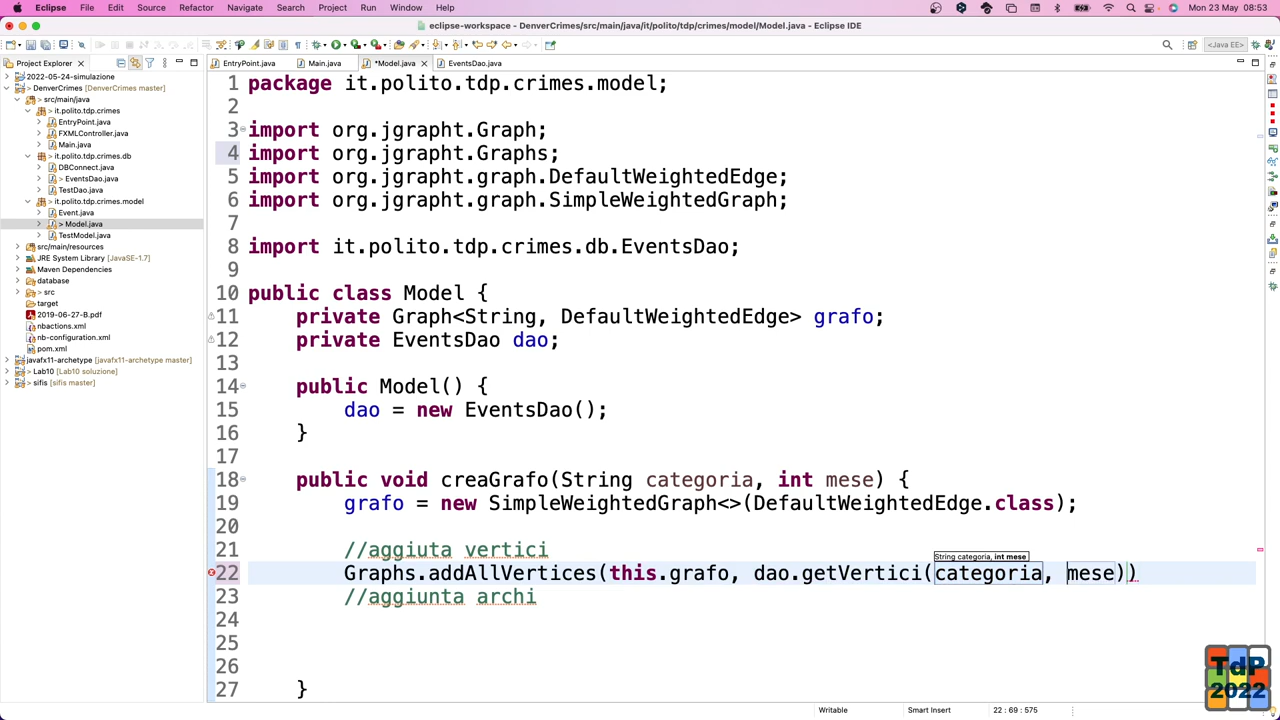 Eclipse File Edit Source Refactor Navigate Search Project Run Window Help Mon 23 May 08:53
eclipse-workspace - DenverCrimes/src/main/java/it/polito/tdp/crimes/model/Model.java - Eclipse IDE
<Java EE>
Project Explorer
EntryPoint.java Main.java *Model.java EventsDao.java
2022-05-24-simulazione
DenverCrimes [DenverCrimes master]
src/main/java
it.polito.tdp.crimes
EntryPoint.java
FXMLController.java
Main.java
it.polito.tdp.crimes.db
DBConnect.java
> EventsDao.java
TestDao.java
it.polito.tdp.crimes.model
Event.java
> Model.java
TestModel.java
src/main/resources
JRE System Library [JavaSE-1.7]
Maven Dependencies
database
src
target
2019-06-27-B.pdf
nbactions.xml
nb-configuration.xml
pom.xml
javafx11-archetype [javafx11-archetype master]
Lab10 [Lab10 soluzione]
sifis [sifis master]
1 package it.polito.tdp.crimes.model;
2
3 import org.jgrapht.Graph;
4 import org.jgrapht.Graphs;
5 import org.jgrapht.graph.DefaultWeightedEdge;
6 import org.jgrapht.graph.SimpleWeightedGraph;
7
8 import it.polito.tdp.crimes.db.EventsDao;
9
10 public class Model {
11 private Graph<String, DefaultWeightedEdge> grafo;
12 private EventsDao dao;
13
14 public Model() {
15 dao = new EventsDao();
16 }
17
18 public void creaGrafo(String categoria, int mese) {
19 grafo = new SimpleWeightedGraph<>(DefaultWeightedEdge.class);
20
21 //aggiuta vertici
String categoria, int mese
22 Graphs.addAllVertices(this.grafo, dao.getVertici(categoria, mese))
23 //aggiunta archi
24
25
26
27 }
Writable Smart Insert 22 : 69 : 575
TdP
2022